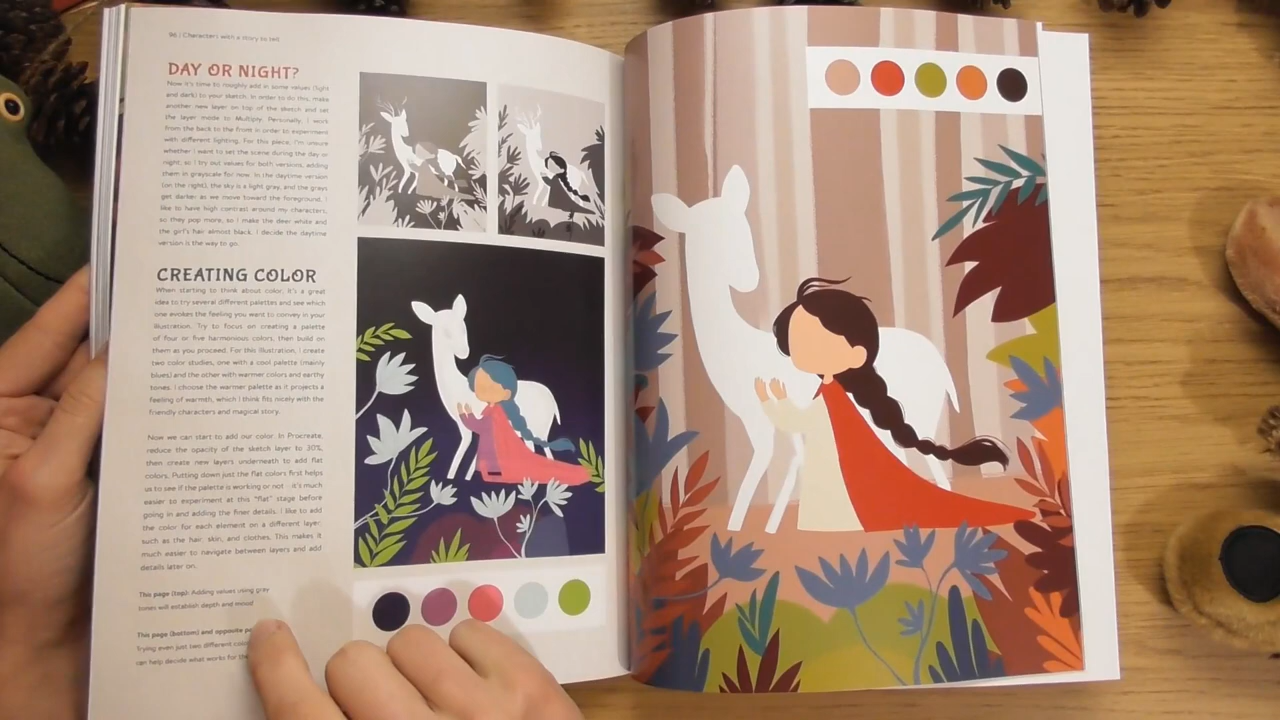 96 | Characters with a story to tell
DAY OR NIGHT?
Now it's time to roughly add in some values (light
and dark) to your sketch. In order to do this, make
another new layer on top of the sketch and set
the layer mode to Multiply. Personally, I work
from the back to the front in order to experiment
with different lighting. For this piece, I'm unsure
whether I want to set the scene during the day or
night, so I try out values for both versions, adding
them in grayscale for now. In the daytime version
(on the right), the sky is a light grey, and the grays
get darker as we move toward the foreground. I
like to have high contrast around my characters,
so they pop more, so I make the deer white and
the girl's hair almost black. I decide the daytime
version is the way to go.
CREATING COLOR
When starting to think about color, it's a great
idea to try several different palettes and see which
one evokes the feeling you want to convey in your
illustration. Try to focus on creating a palette
of four or five harmonious colors, then build on
them as you proceed. For this illustration, I create
two color studies, one with a cool palette (mainly
blues) and the other with warmer colors and earthy
tones. I choose the warmer palette as it projects a
feeling of warmth, which I think fits nicely with the
friendly characters and magical story.
Now we can start to add our color. In Procreate,
reduce the opacity of the sketch layer to 30%,
then create new layers underneath to add flat
colors. Putting down just the flat colors first helps
us to see if the palette is working or not – it's much
easier to experiment at this "flat" stage before
going in and adding the finer details. I like to add
the color for each element on a different layer,
such as the hair, skin, and clothes. This makes it
much easier to navigate between layers and add
details later on.
This page (top): Adding values using gray
tones will establish depth and mood
This page (bottom) and opposite
Trying even just two different
can help decide what works for